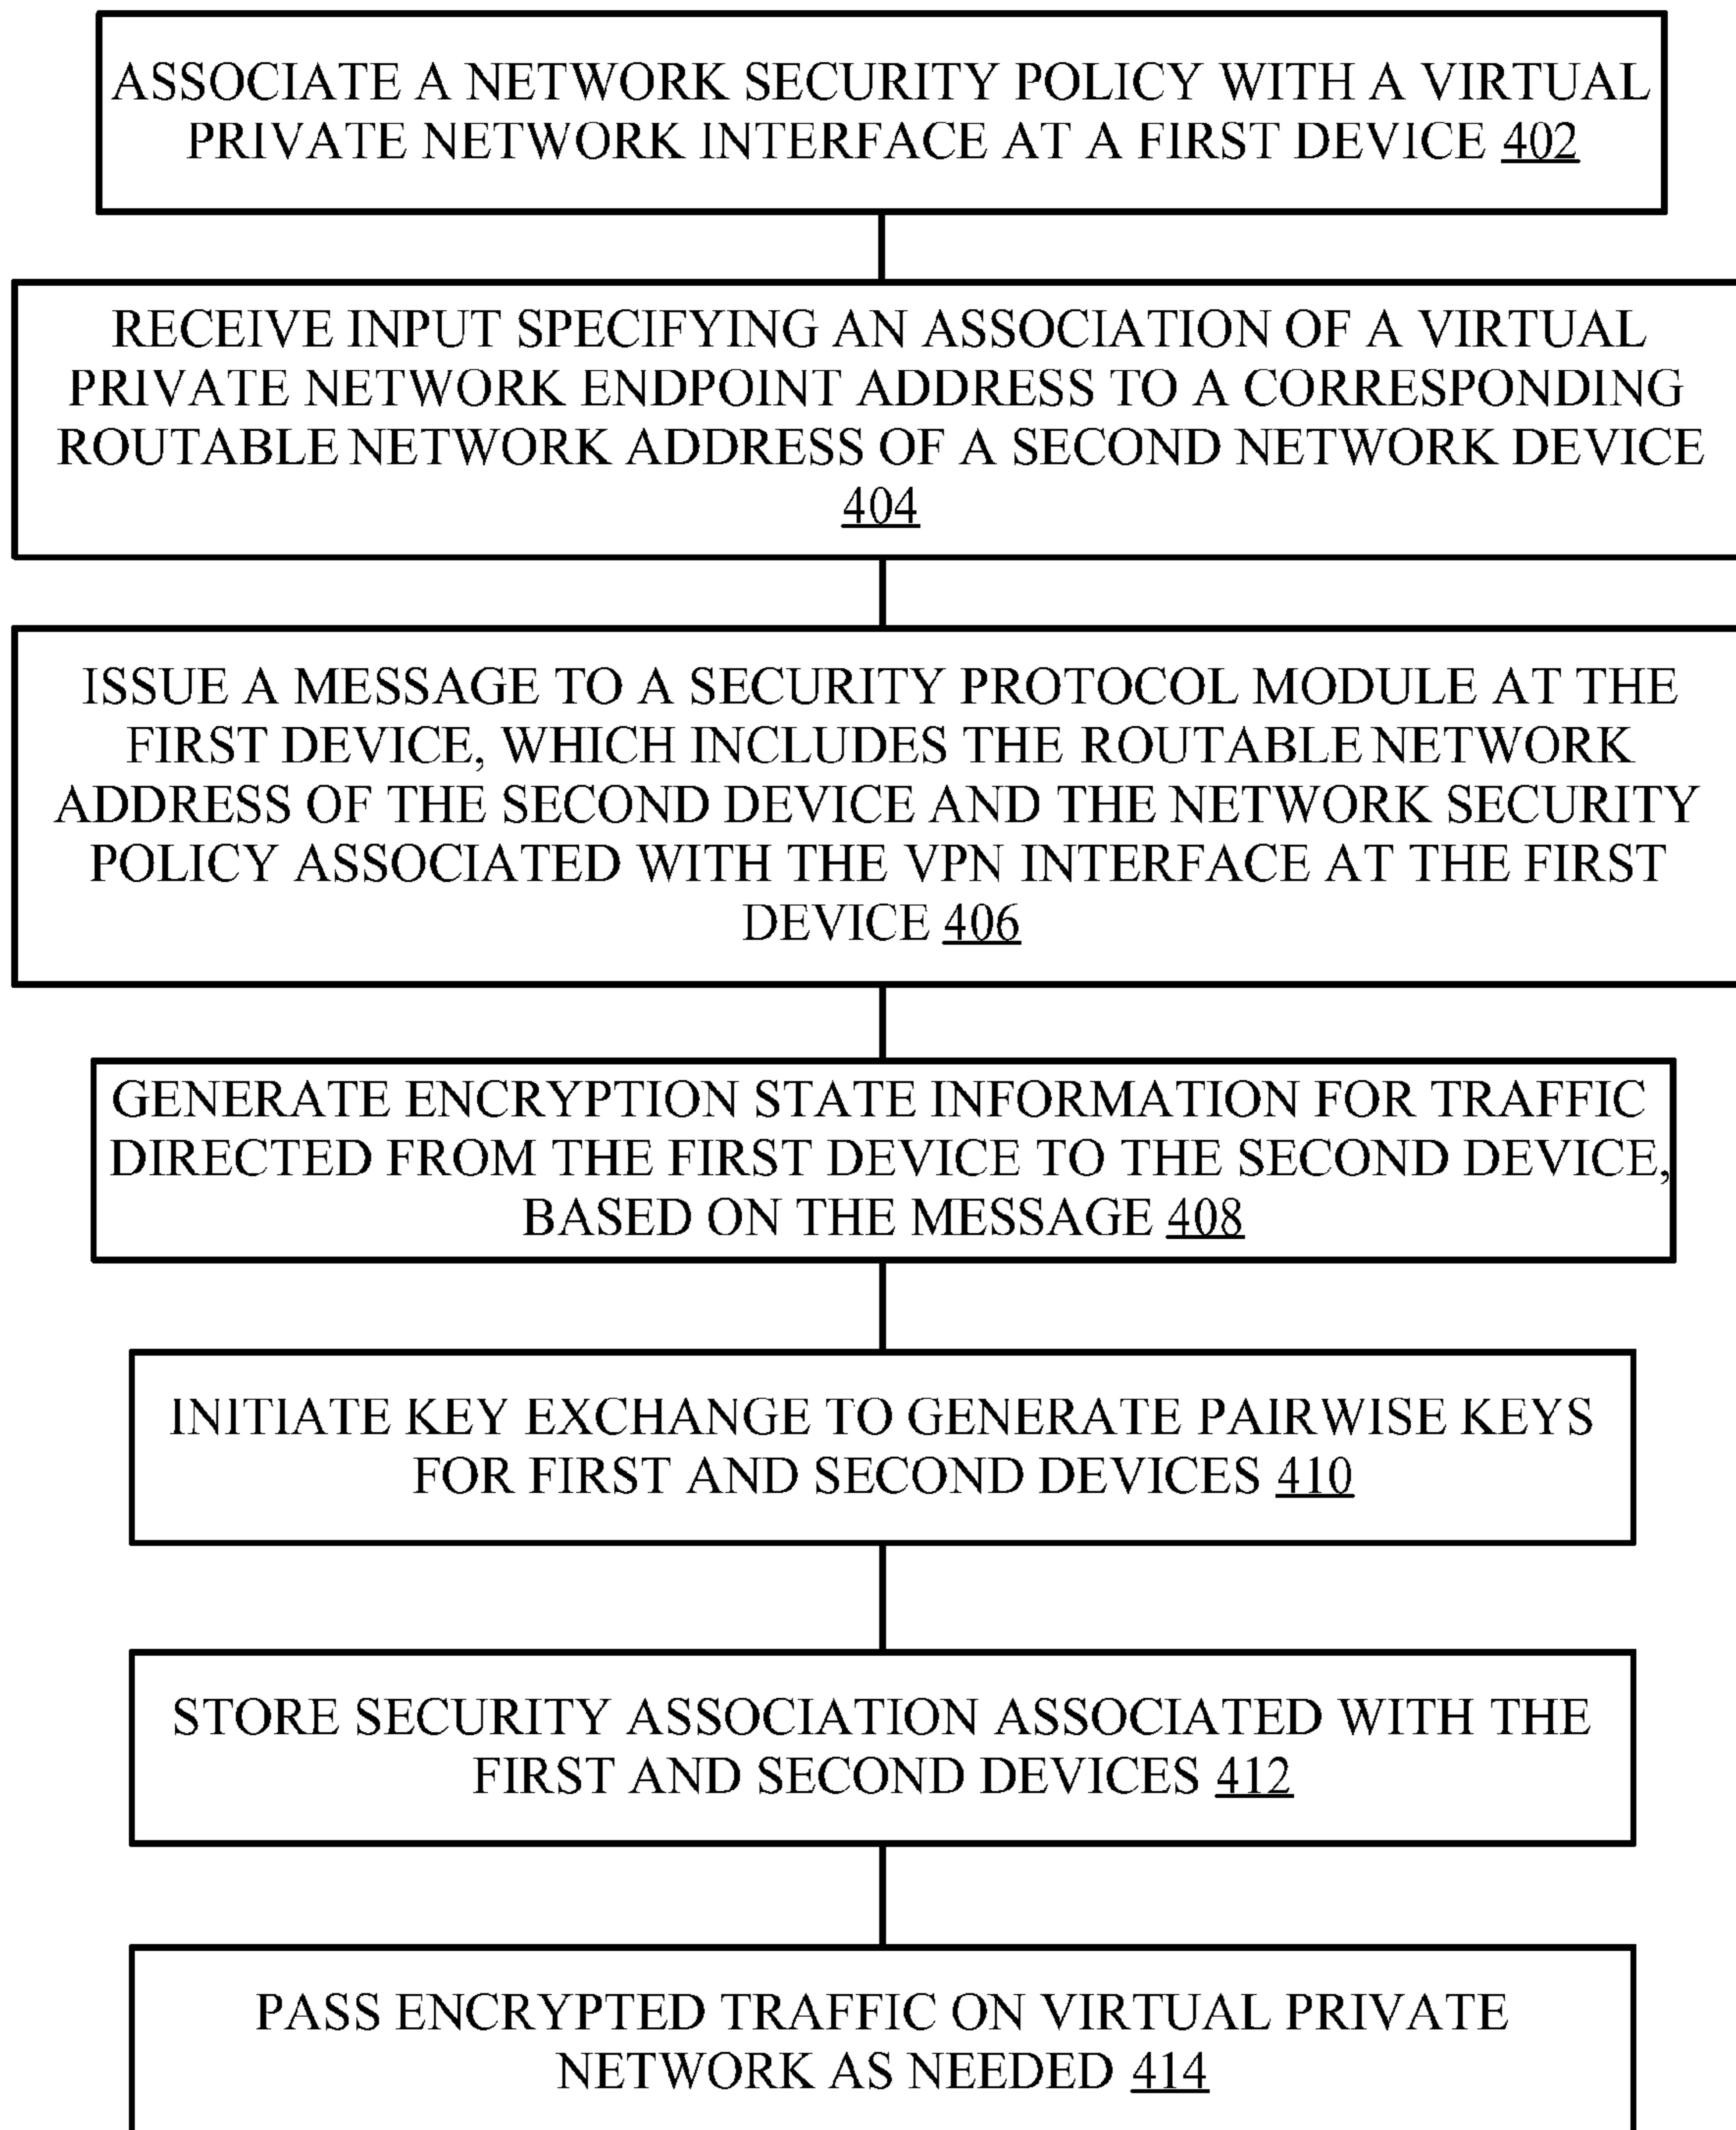 ASSOCIATE A NETWORK SECURITY POLICY WITH A VIRTUAL
PRIVATE NETWORK INTERFACE AT A FIRST DEVICE 402
RECEIVE INPUT SPECIFYING AN ASSOCIATION OF A VIRTUAL
PRIVATE NETWORK ENDPOINT ADDRESS TO A CORRESPONDING
ROUTABLE NETWORK ADDRESS OF A SECOND NETWORK DEVICE
404
ISSUE A MESSAGE TO A SECURITY PROTOCOL MODULE AT THE
FIRST DEVICE, WHICH INCLUDES THE ROUTABLE NETWORK
ADDRESS OF THE SECOND DEVICE AND THE NETWORK SECURITY
POLICY ASSOCIATED WITH THE VPN INTERFACE AT THE FIRST
DEVICE 406
GENERATE ENCRYPTION STATE INFORMATION FOR TRAFFIC
DIRECTED FROM THE FIRST DEVICE TO THE SECOND DEVICE,
BASED ON THE MESSAGE 408
INITIATE KEY EXCHANGE TO GENERATE PAIRWISE KEYS
FOR FIRST AND SECOND DEVICES 410
STORE SECURITY ASSOCIATION ASSOCIATED WITH THE
FIRST AND SECOND DEVICES 412
PASS ENCRYPTED TRAFFIC ON VIRTUAL PRIVATE
NETWORK AS NEEDED 414